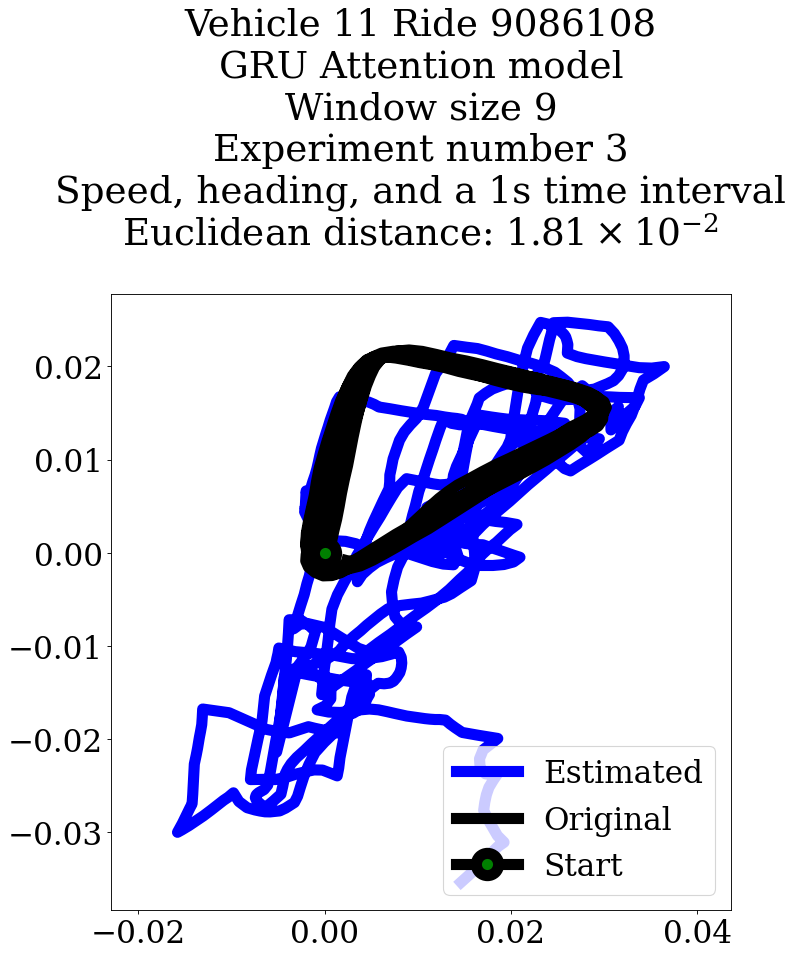 Vehicle 11 Ride 9086108
GRU Attention model
Window size 9
Experiment number 3
Speed, heading, and a 1s time interval
Euclidean distance: 1.81 × 10⁻²
0.02
0.01
0.00
−0.01
−0.02
−0.03
Estimated
Original
Start
−0.02 0.00 0.02 0.04